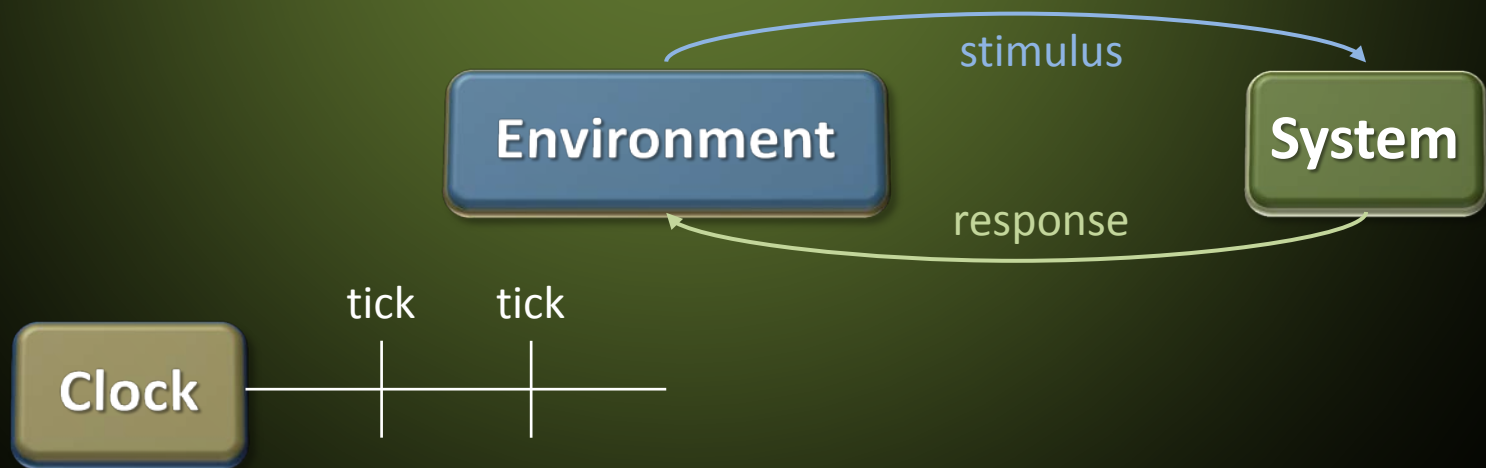 stimulus
Environment
System
response
tick tick
Clock